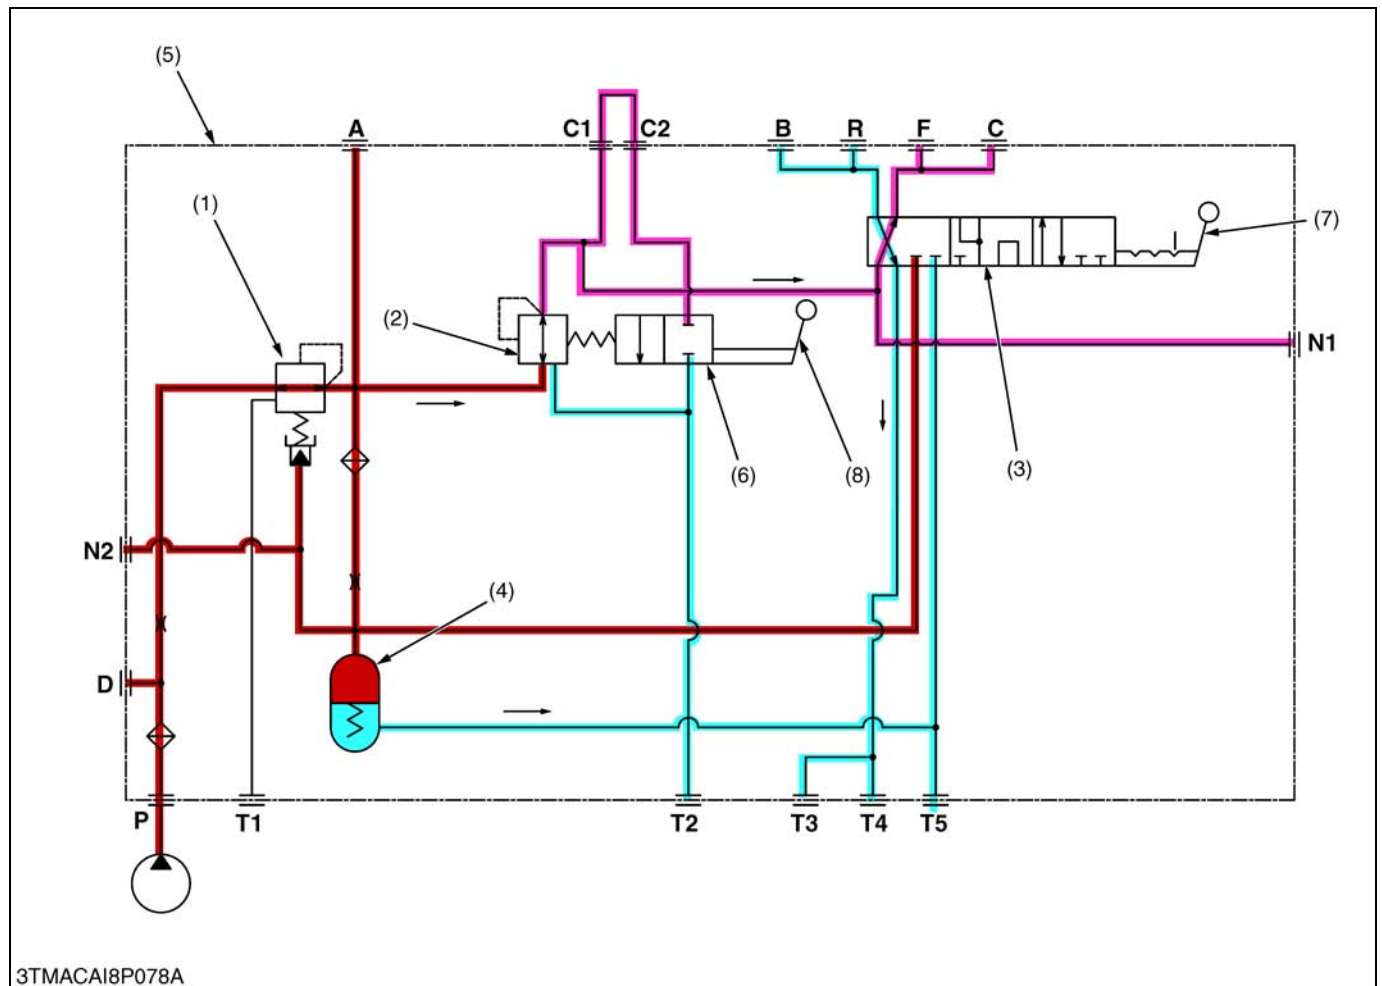 (5)
A
C1
C2
B
R
F
C
(1)
(7)
(2)
N1
(6)
(8)
(3)
N2
(4)
D
P
T1
T2
T3
T4
T5
3TMACAI8P078A